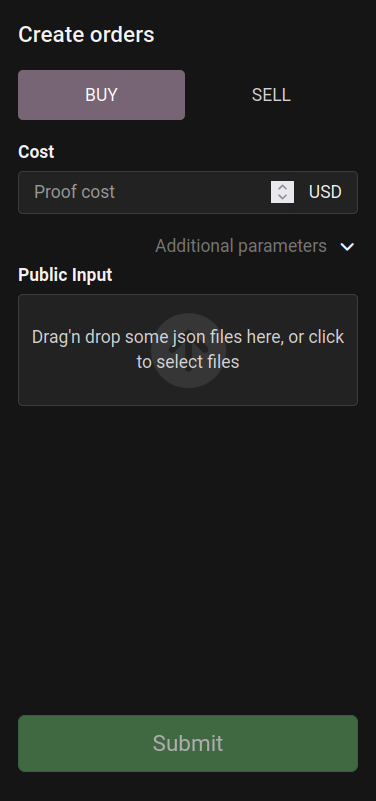 Create orders
BUY SELL
Cost
Proof cost USD
Additional parameters
Public Input
Drag'n drop some json files here, or click
to select files
Submit